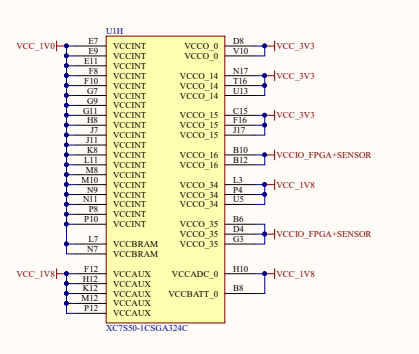 U1H
E7 VCCINT VCCO_0 D8
VCC_1V0 E9 VCCINT VCCO_0 V10 VCC_3V3
E11 VCCINT
F8 VCCINT VCCO_14 N17
F10 VCCINT VCCO_14 T16 VCC_3V3
G7 VCCINT VCCO_14 U13
G9 VCCINT
G11 VCCINT VCCO_15 C15 VCC_3V3
H8 VCCINT VCCO_15 F16
J7 VCCINT VCCO_15 J17
J11 VCCINT
K8 VCCINT VCCO_16 B10 VCCIO_FPGA+SENSOR
L11 VCCINT VCCO_16 B12
M8 VCCINT
M10 VCCINT VCCO_34 L3 VCC_1V8
N9 VCCINT VCCO_34 P4
N11 VCCINT VCCO_34 U5
P8 VCCINT
P10 VCCINT VCCO_35 B6
VCCO_35 D4 VCCIO_FPGA+SENSOR
L7 VCCBRAM VCCO_35 G3
N7 VCCBRAM
VCC_1V8 F12 VCCAUX VCCADC_0 H10 VCC_1V8
H12 VCCAUX
K12 VCCAUX VCCBATT_0 B8
M12 VCCAUX
P12 VCCAUX
XC7S50-1CSGA324C